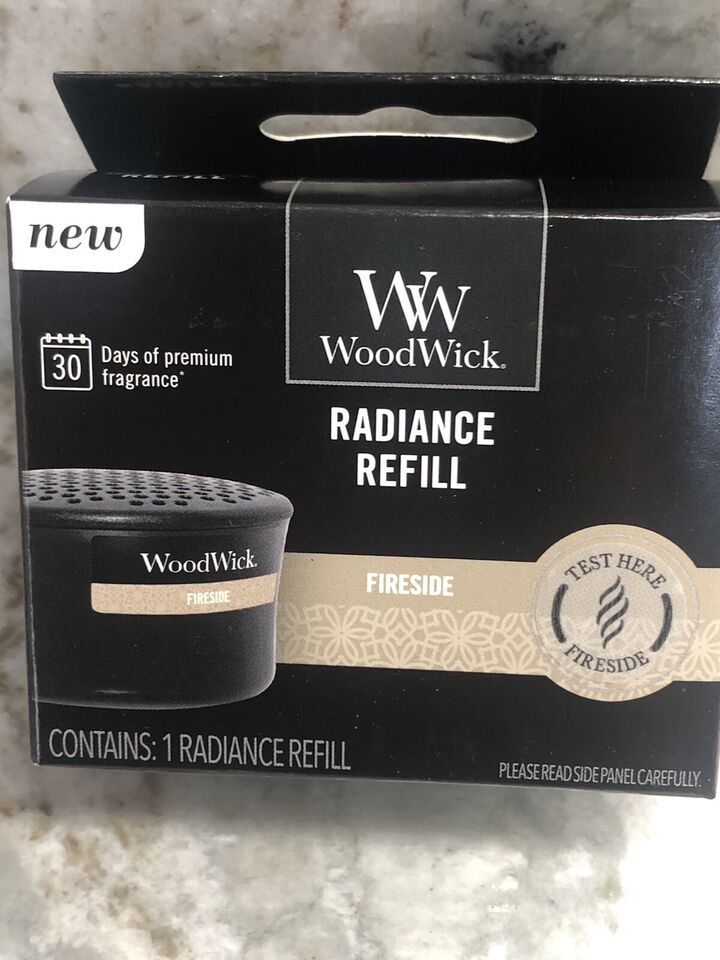 REFILL
new
WW
WoodWick.
30
Days of premium
fragrance*
RADIANCE
REFILL
WoodWick.
FIRESIDE
FIRESIDE
TEST HERE
FIRESIDE
CONTAINS: 1 RADIANCE REFILL
PLEASE READ SIDE PANEL CAREFULLY.